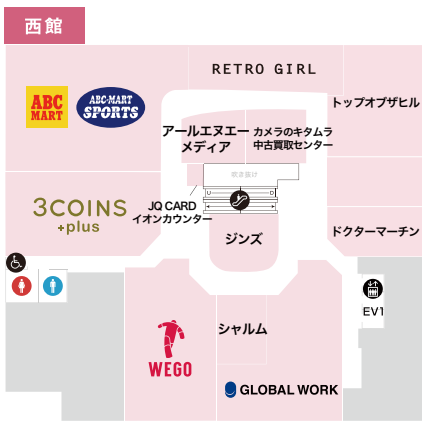 西館
RETRO GIRL
ABC
MART
ABC-MART
SPORTS
トップオブザヒル
アールエヌエー
メディア
カメラのキタムラ
中古買取センター
吹き抜け
3COINS
+plus
JQ CARD
イオンカウンター
ジンズ
ドクターマーチン
EV1
シャルム
WEGO
GLOBAL WORK